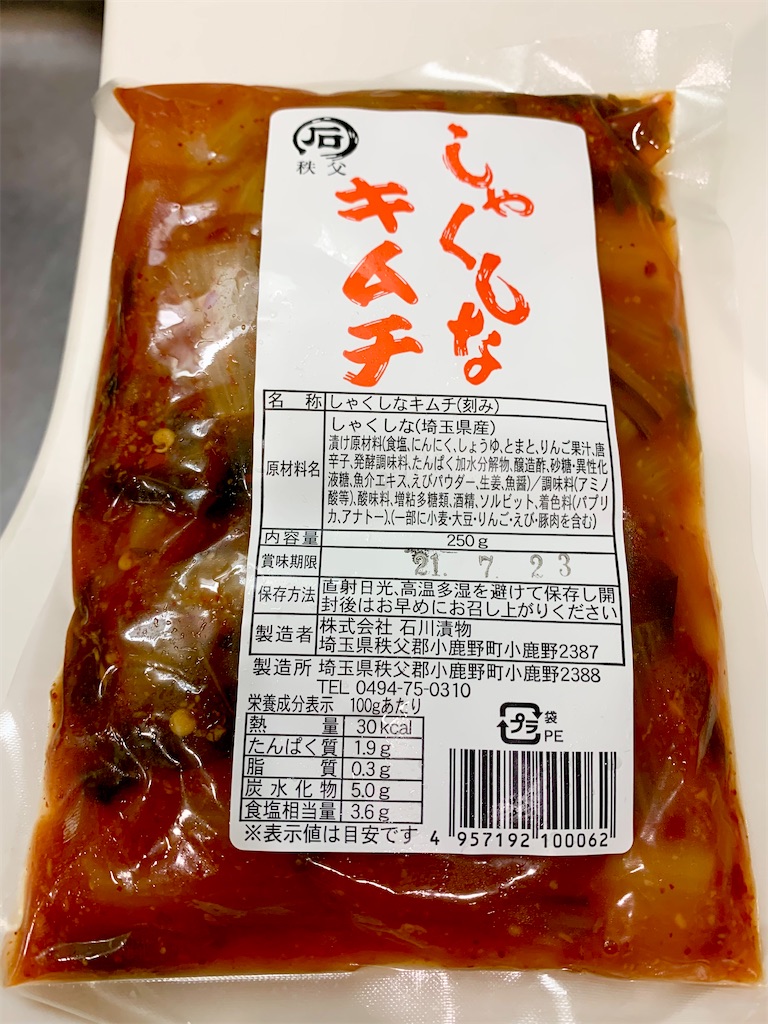 石
秩父
しゃくしな
キムチ
名称 しゃくしなキムチ(刻み)
原材料名 しゃくしな(埼玉県産)
漬け原材料(食塩、にんにく、しょうゆ、とまと、りんご果汁、唐
辛子、発酵調味料、たんぱく加水分解物、醸造酢、砂糖・異性化
液糖、魚介エキス、えびパウダー、生姜、魚醤)/調味料(アミノ
酸等)、酸味料、増粘多糖類、酒精、ソルビット、着色料(パプリ
カ、アナトー)、(一部に小麦・大豆・りんご・えび・豚肉を含む)
内容量 250g
賞味期限 21. 7. 23
保存方法 直射日光、高温多湿を避けて保存し開
封後はお早めにお召し上がりください
製造者 株式会社 石川漬物
埼玉県秩父郡小鹿野町小鹿野2387
製造所 埼玉県秩父郡小鹿野町小鹿野2388
TEL 0494-75-0310
栄養成分表示 100gあたり
熱量 30kcal
たんぱく質 1.9g
脂質 0.3g
炭水化物 5.0g
食塩相当量 3.6g
※表示値は目安です
プラ
袋
PE
4 957192 100062